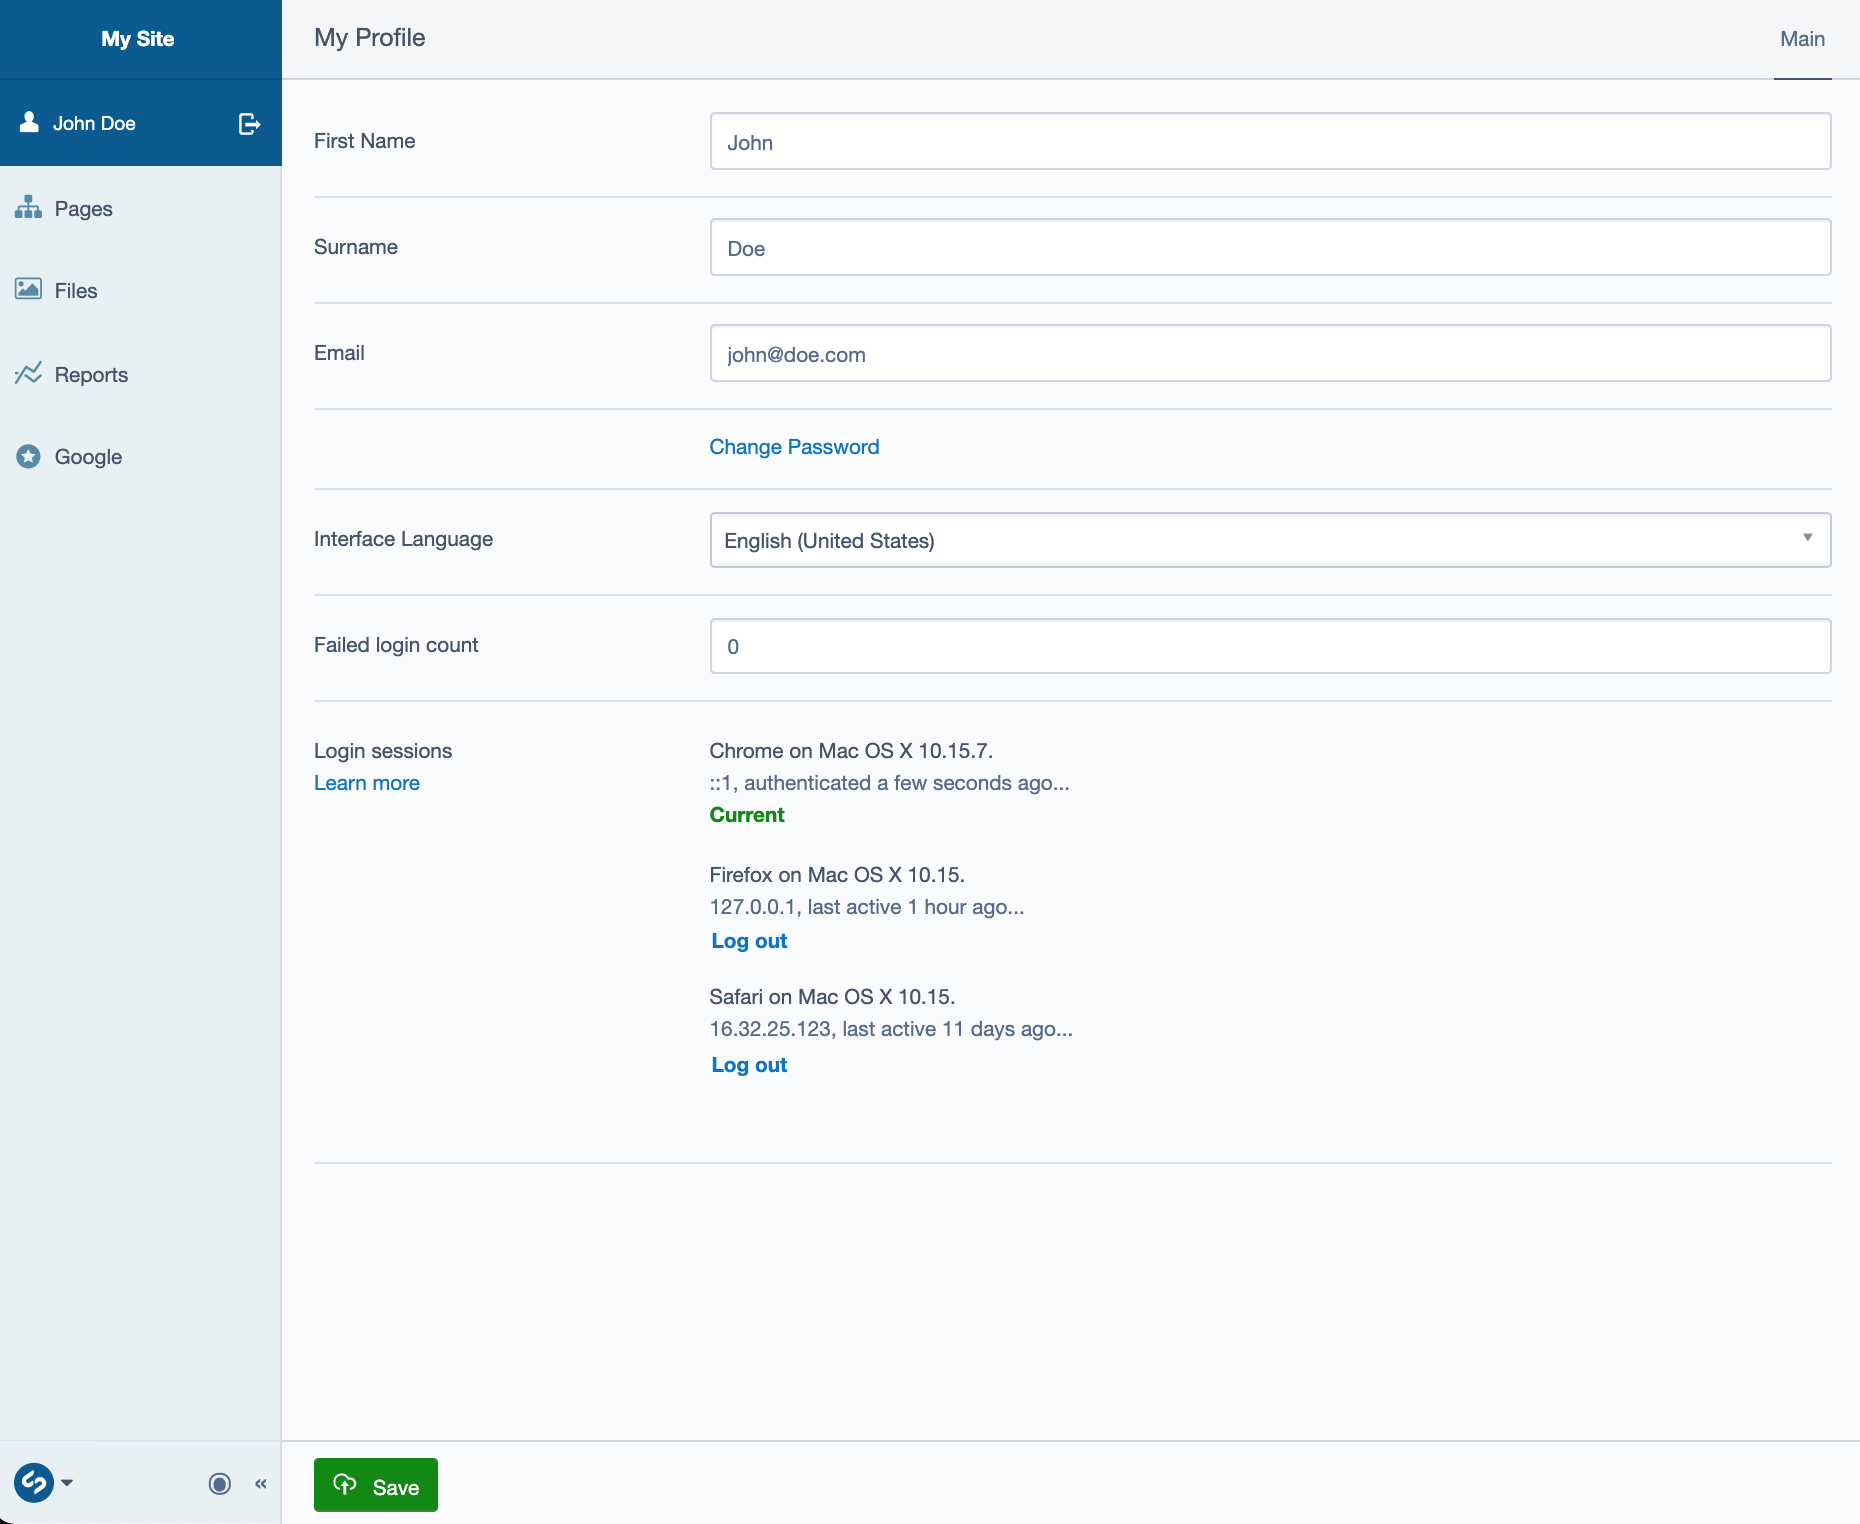 My Site
My Profile
Main
John Doe
Pages
Files
Reports
Google
First Name
John
Surname
Doe
Email
john@doe.com
Change Password
Interface Language
English (United States)
Failed login count
0
Login sessions
Learn more
Chrome on Mac OS X 10.15.7.
::1, authenticated a few seconds ago...
Current
Firefox on Mac OS X 10.15.
127.0.0.1, last active 1 hour ago...
Log out
Safari on Mac OS X 10.15.
16.32.25.123, last active 11 days ago...
Log out
«
Save